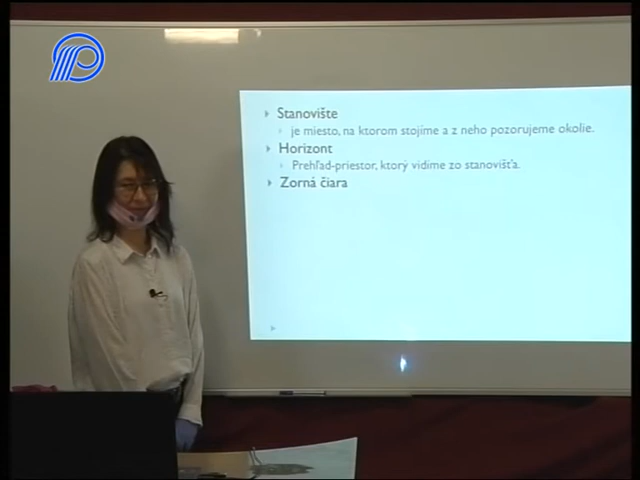 Stanovište
je miesto, na ktorom stojíme a z neho pozorujeme okolie.
Horizont
Prehľad-priestor, ktorý vidíme zo stanovišťa.
Zorná čiara